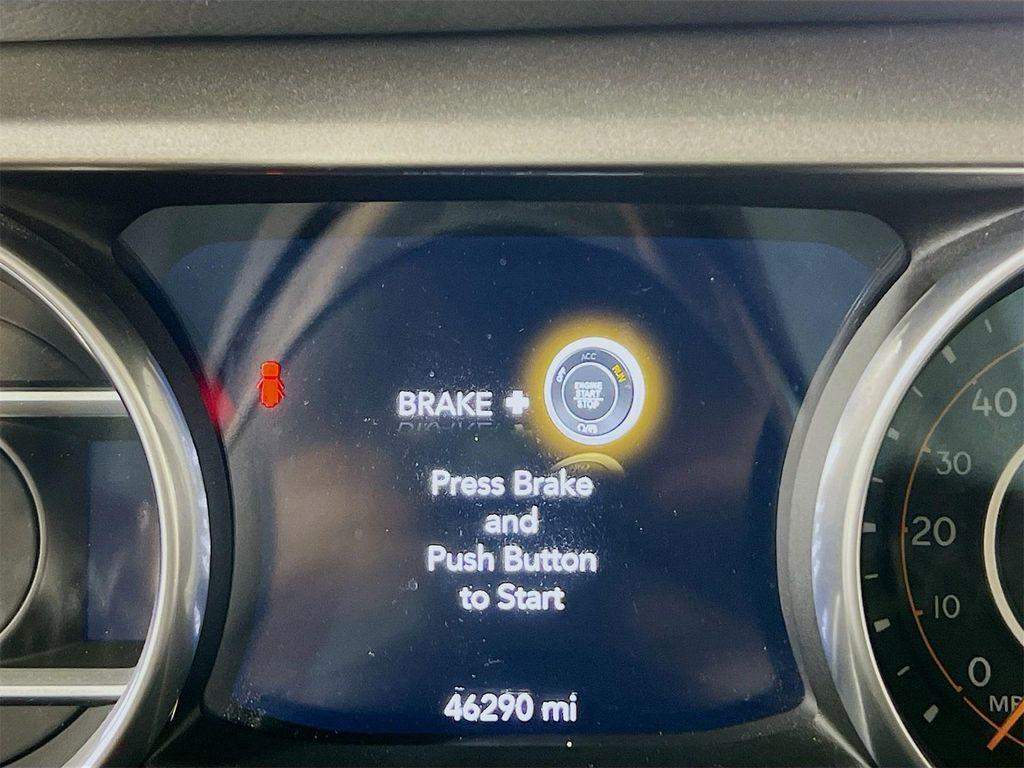 ACC
OFF
RUN
ENGINE
START
STOP
BRAKE +
Press Brake
and
Push Button
to Start
46290 mi
40
30
20
10
0